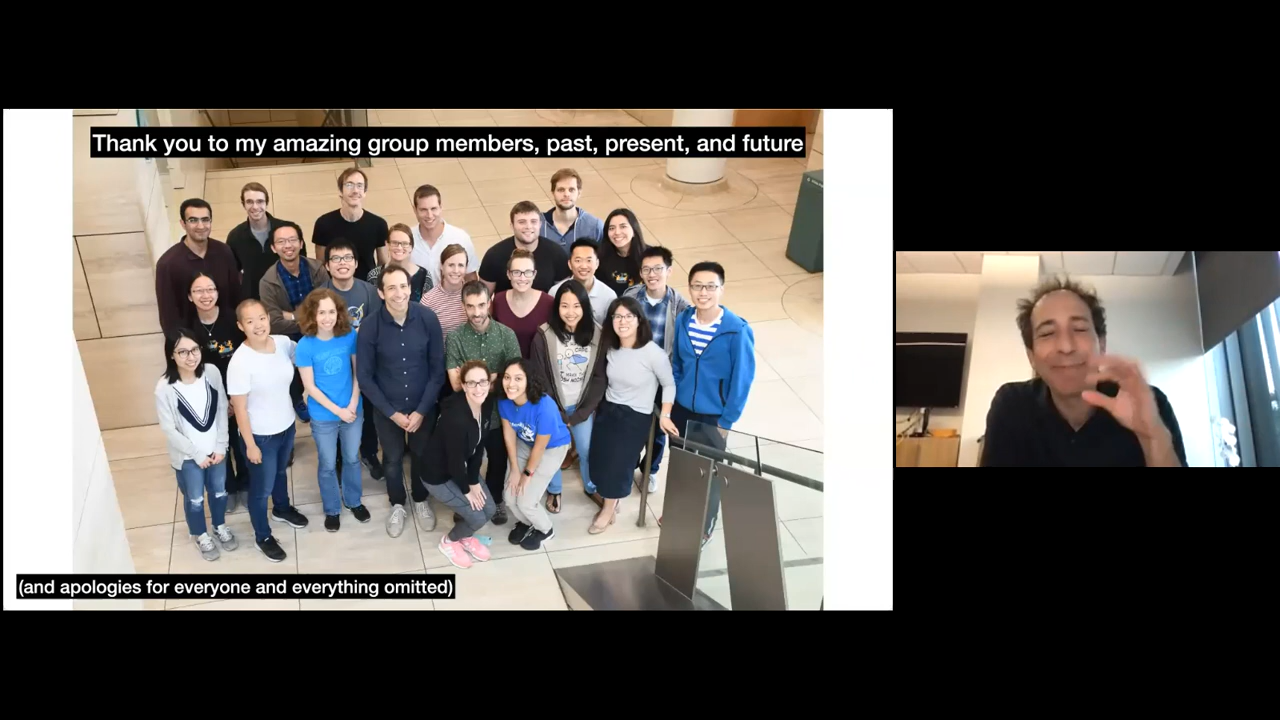 Thank you to my amazing group members, past, present, and future
(and apologies for everyone and everything omitted)